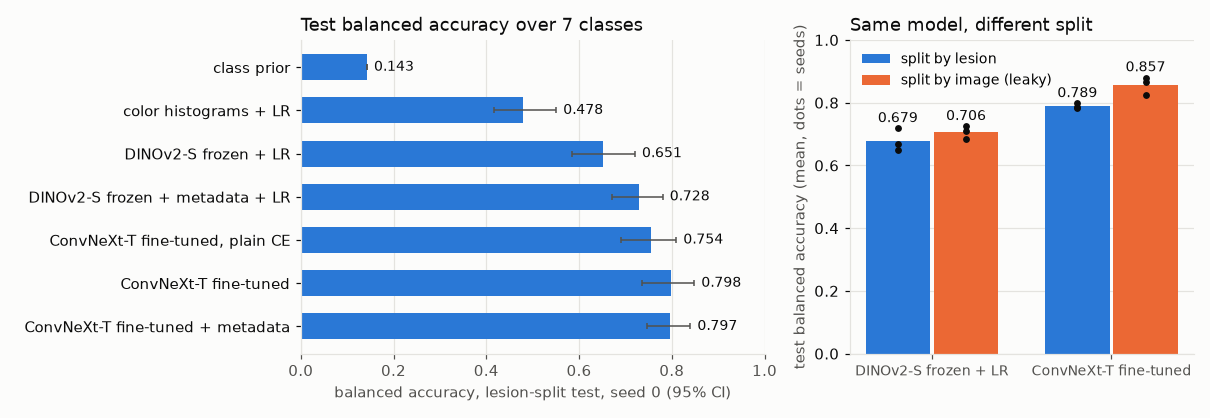 Test balanced accuracy over 7 classes
class prior
0.143
color histograms + LR
0.478
DINOv2-S frozen + LR
0.651
DINOv2-S frozen + metadata + LR
0.728
ConvNeXt-T fine-tuned, plain CE
0.754
ConvNeXt-T fine-tuned
0.798
ConvNeXt-T fine-tuned + metadata
0.797
0.0 0.2 0.4 0.6 0.8 1.0
balanced accuracy, lesion-split test, seed 0 (95% CI)
Same model, different split
test balanced accuracy (mean, dots = seeds)
1.0
0.8
0.6
0.4
0.2
0.0
split by lesion
split by image (leaky)
0.679
0.706
0.789
0.857
DINOv2-S frozen + LR
ConvNeXt-T fine-tuned